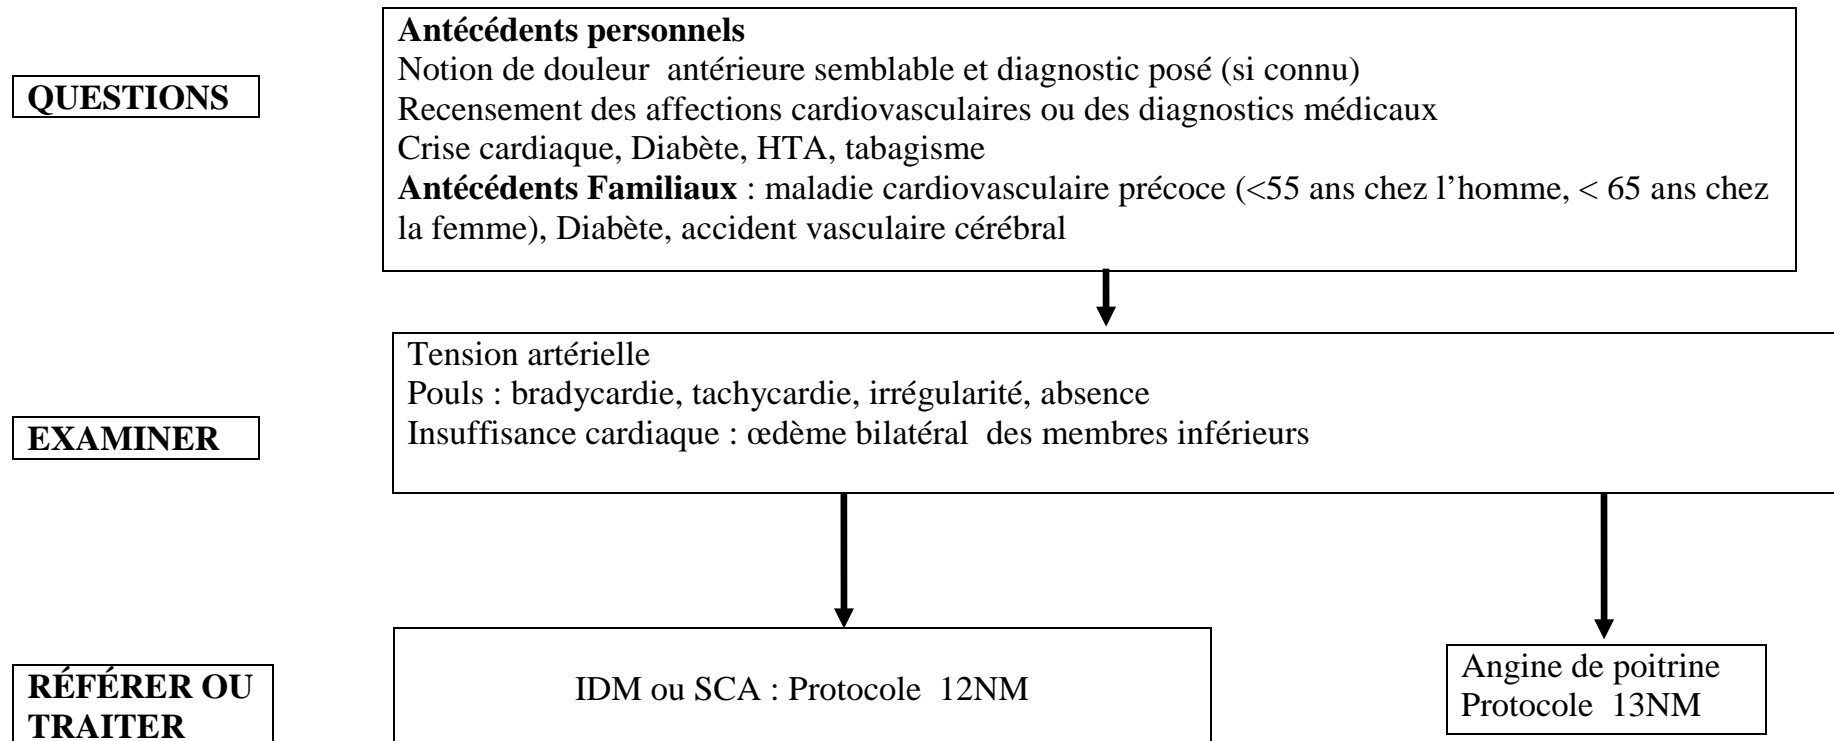 QUESTIONS
Antécédents personnels
Notion de douleur  antérieure semblable et diagnostic posé (si connu)
Recensement des affections cardiovasculaires ou des diagnostics médicaux
Crise cardiaque, Diabète, HTA, tabagisme
Antécédents Familiaux : maladie cardiovasculaire précoce (<55 ans chez l’homme, < 65 ans chez
la femme), Diabète, accident vasculaire cérébral
EXAMINER
Tension artérielle
Pouls : bradycardie, tachycardie, irrégularité, absence
Insuffisance cardiaque : œdème bilatéral  des membres inférieurs
RÉFÉRER OU
TRAITER
IDM ou SCA : Protocole  12NM
Angine de poitrine
Protocole  13NM